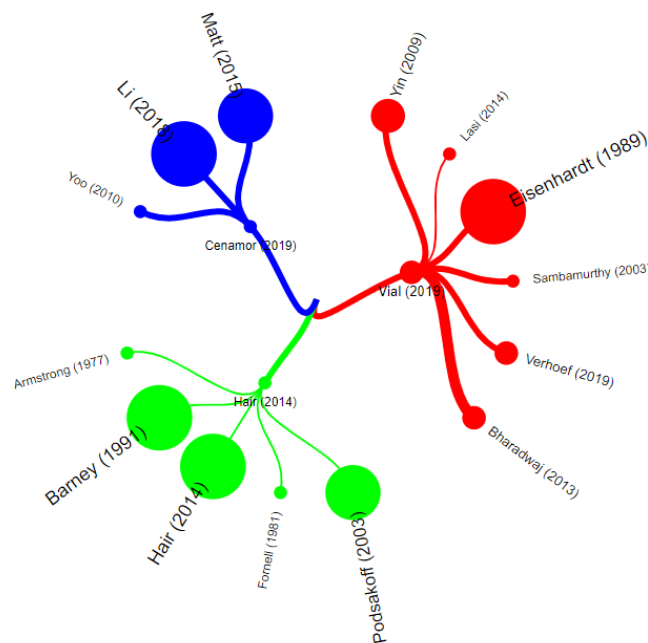 Matt (2015)
Li (2018)
Yoo (2010)
Cenamor (2019)
Yin (2009)
Lasi (2014)
Eisenhardt (1989)
Sambamurthy (2003)
Vial (2019)
Verhoef (2019)
Bharadwaj (2013)
Armstrong (1977)
Hair (2014)
Barney (1991)
Hair (2014)
Fornell (1981)
Podsakoff (2003)